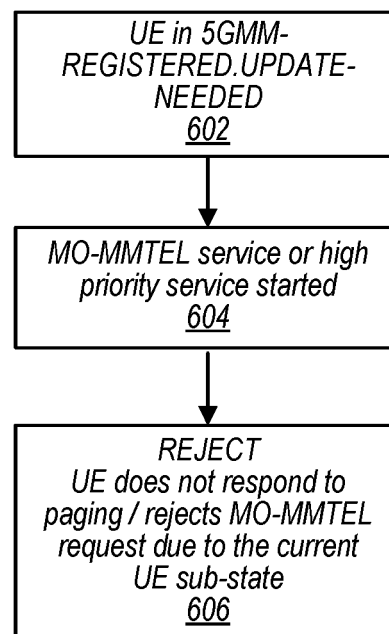 UE in 5GMM-
REGISTERED.UPDATE-
NEEDED
602
MO-MMTEL service or high
priority service started
604
REJECT
UE does not respond to
paging / rejects MO-MMTEL
request due to the current
UE sub-state
606